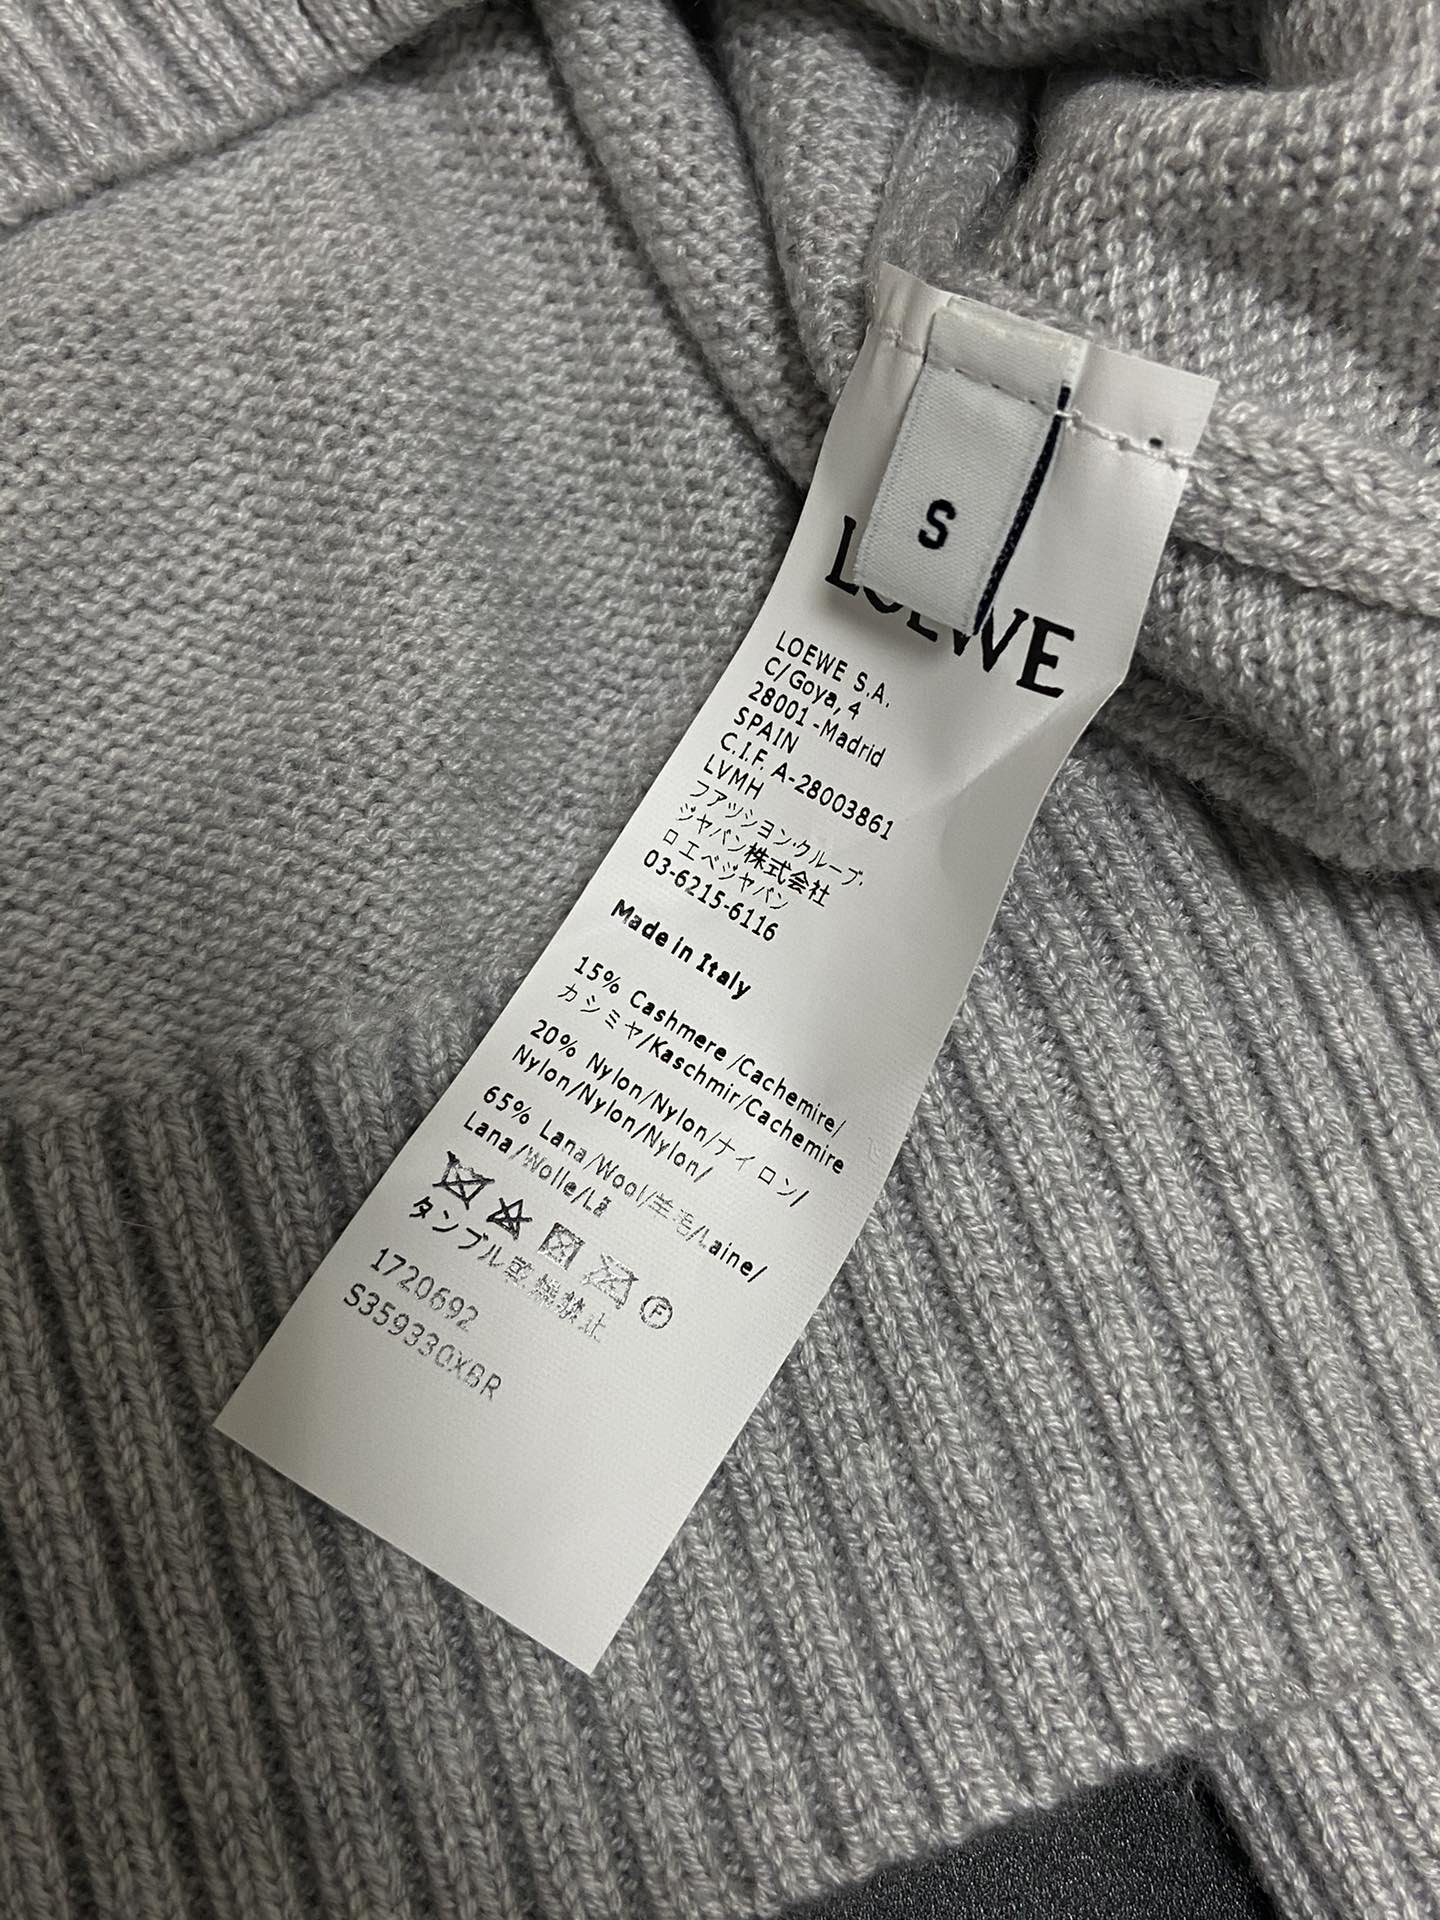 S
LOEWE
LOEWE S.A.
C/Goya, 4
28001 -Madrid
SPAIN
C.I.F. A-28003861
LVMH
ファッション・グループ・
ジャパン株式会社
ロエベジャパン
03-6215-6116
Made in Italy
15% Cashmere /Cachemire/
カシミヤ/Kaschmir/Cachemire
20% Nylon/Nylon/ナイロン/
Nylon/Nylon/Nylon/
65% Lana/Wool/羊毛/Laine/
Lana/Wolle/Lã
F
タンブル乾燥禁止
1720692
S359330XBR